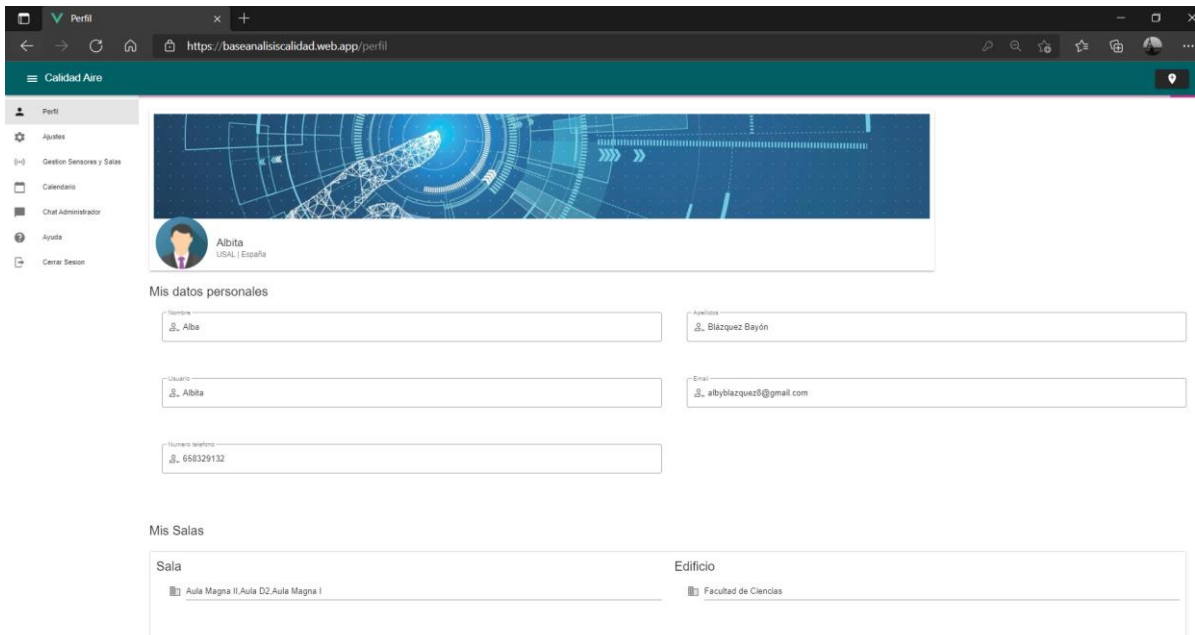 Perfil
https://baseanalisiscalidad.web.app/perfil
Calidad Aire
Perfil
Ajustes
Gestion Sensores y Salas
Calendario
Chat Administrador
Ayuda
Cerrar Sesion
Albita
USAL | España
Mis datos personales
Nombre
Alba
Apellidos
Blázquez Bayón
Usuario
Albita
Email
albyblazquez8@gmail.com
Numero telefono
658329132
Mis Salas
Sala
Edificio
Aula Magna II,Aula D2,Aula Magna I
Facultad de Ciencias